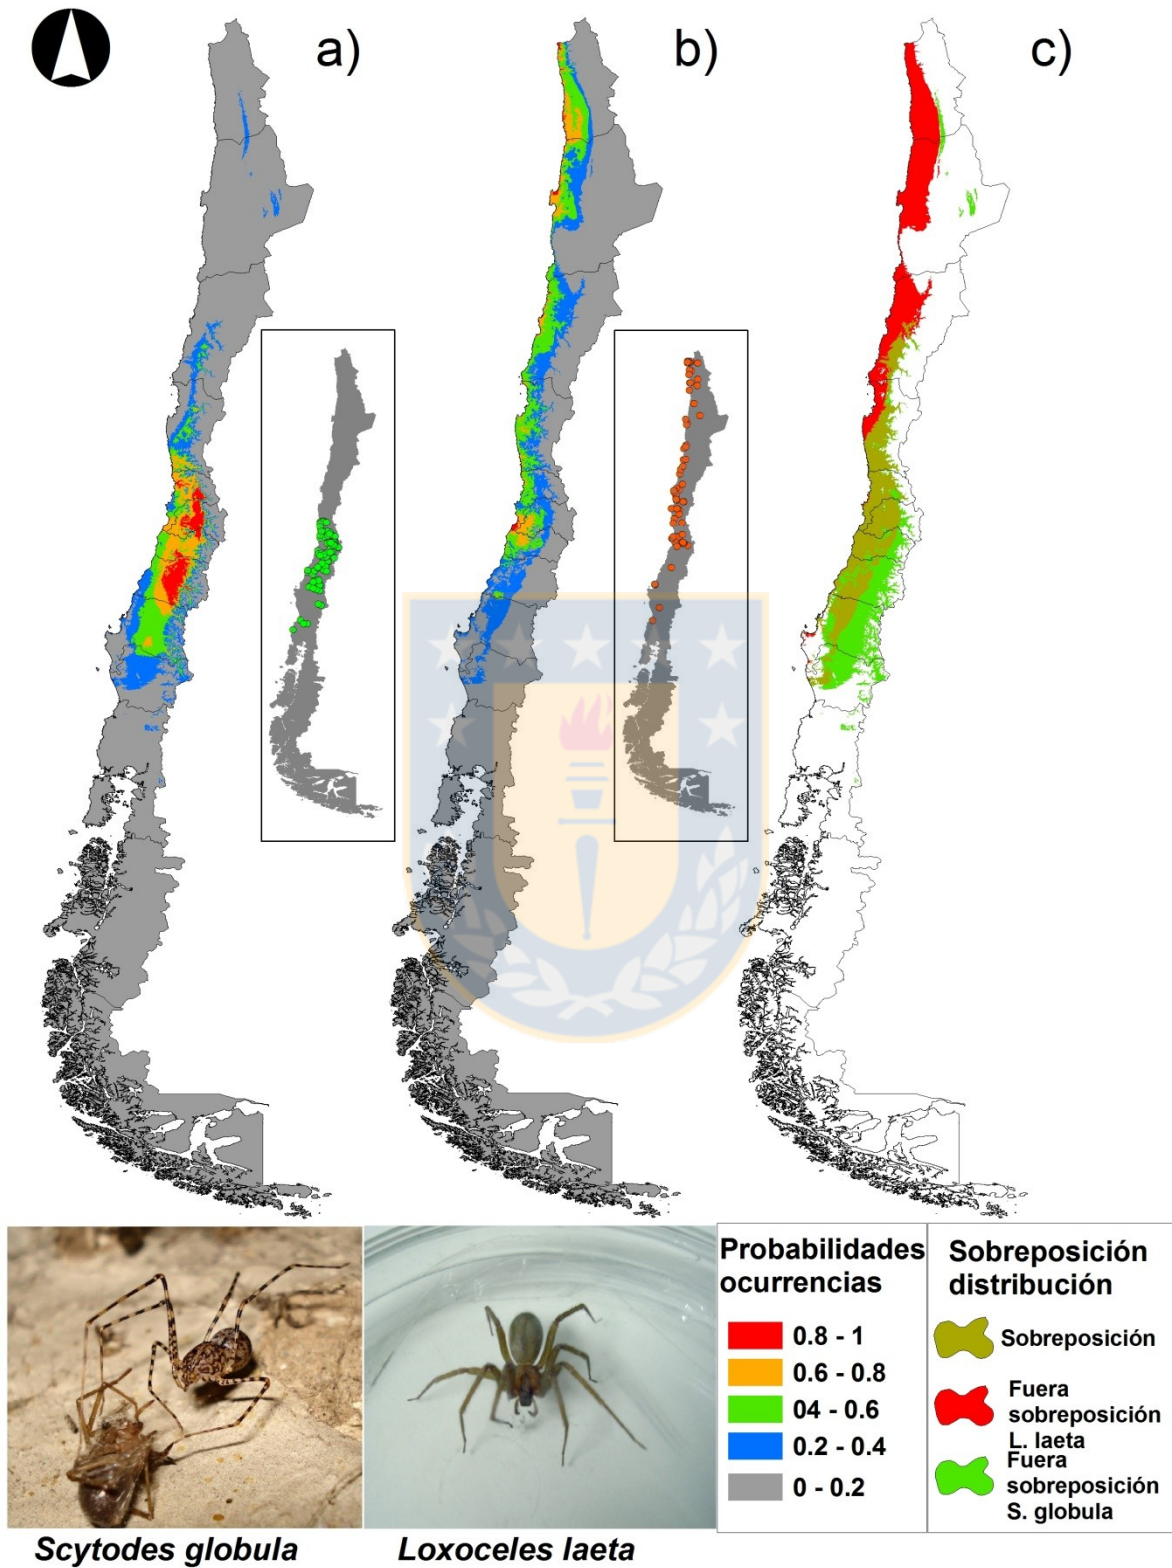 a)
b)
c)
Probabilidades
ocurrencias
0.8 - 1
0.6 - 0.8
04 - 0.6
0.2 - 0.4
0 - 0.2
Sobreposición
distribución
Sobreposición
Fuera
sobreposición
L. laeta
Fuera
sobreposición
S. globula
Scytodes globula
Loxoceles laeta